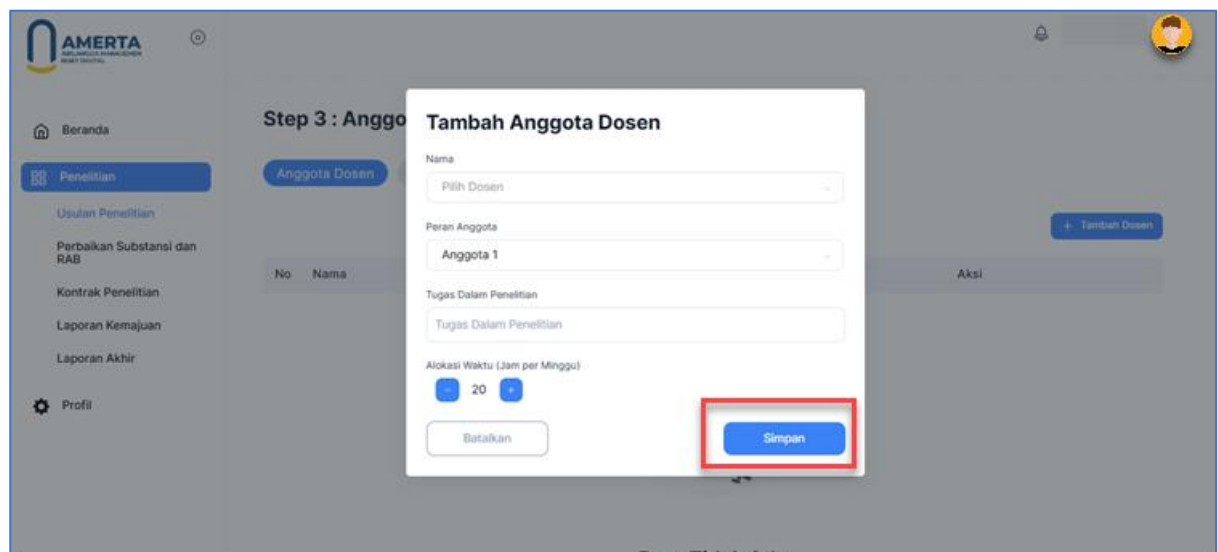 AMERTA
Beranda
Penelitian
Usulan Penelitian
Perbaikan Substansi dan
RAB
Kontrak Penelitian
Laporan Kemajuan
Laporan Akhir
Profil
Step 3 : Anggo
Anggota Dosen
+ Tambah Dosen
No Nama Aksi
Tambah Anggota Dosen
Nama
Pilih Dosen
Peran Anggota
Anggota 1
Tugas Dalam Penelitian
Tugas Dalam Penelitian
Alokasi Waktu (Jam per Minggu)
- 20 +
Batalkan
Simpan